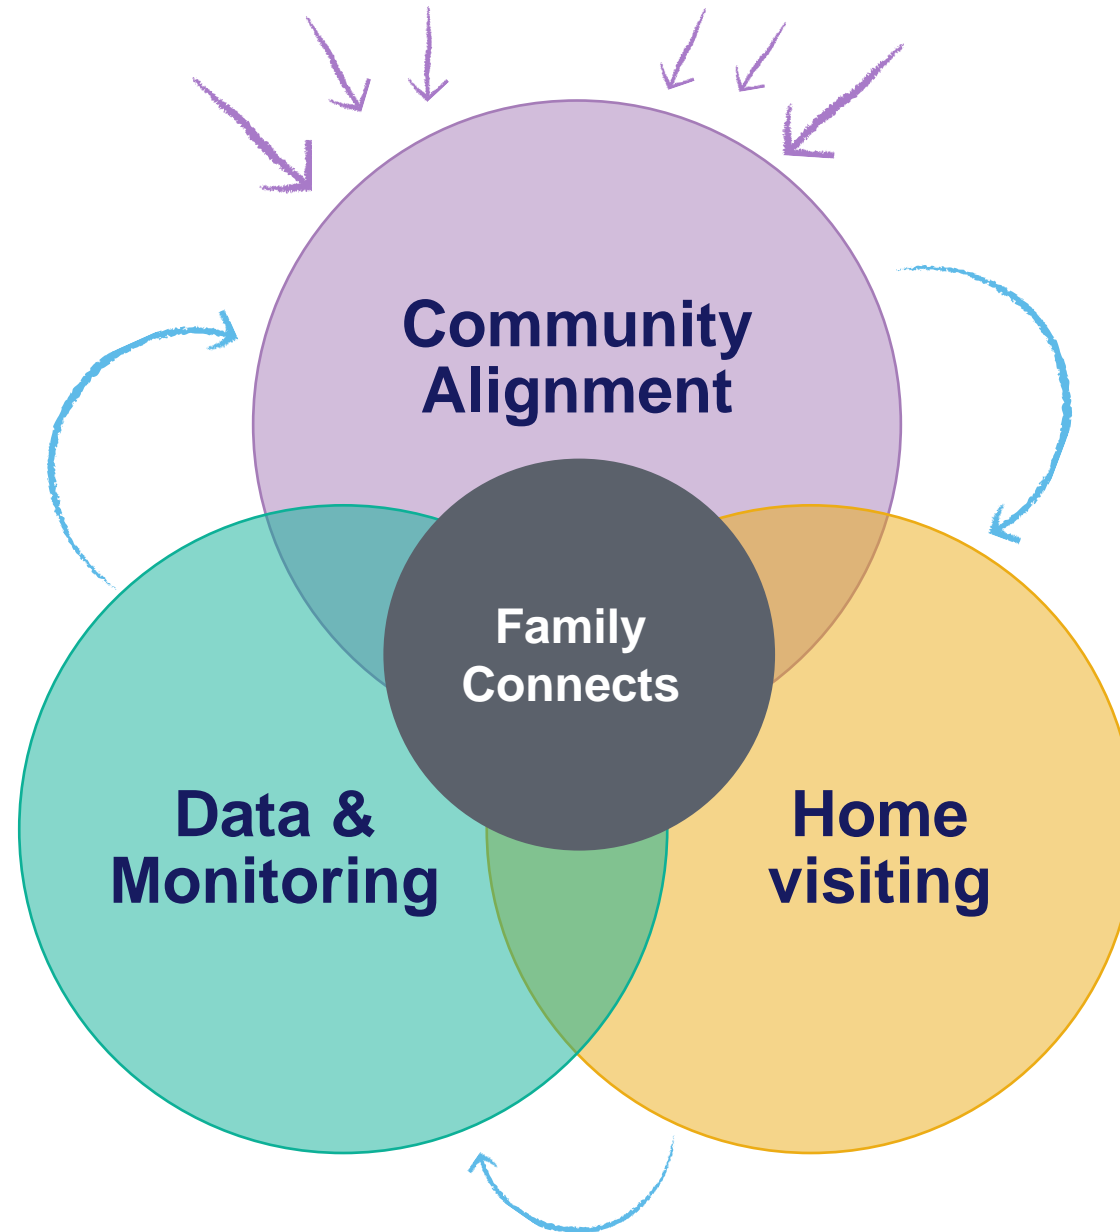 Community
Alignment
Family
Connects
Data &
Monitoring
Home
visiting